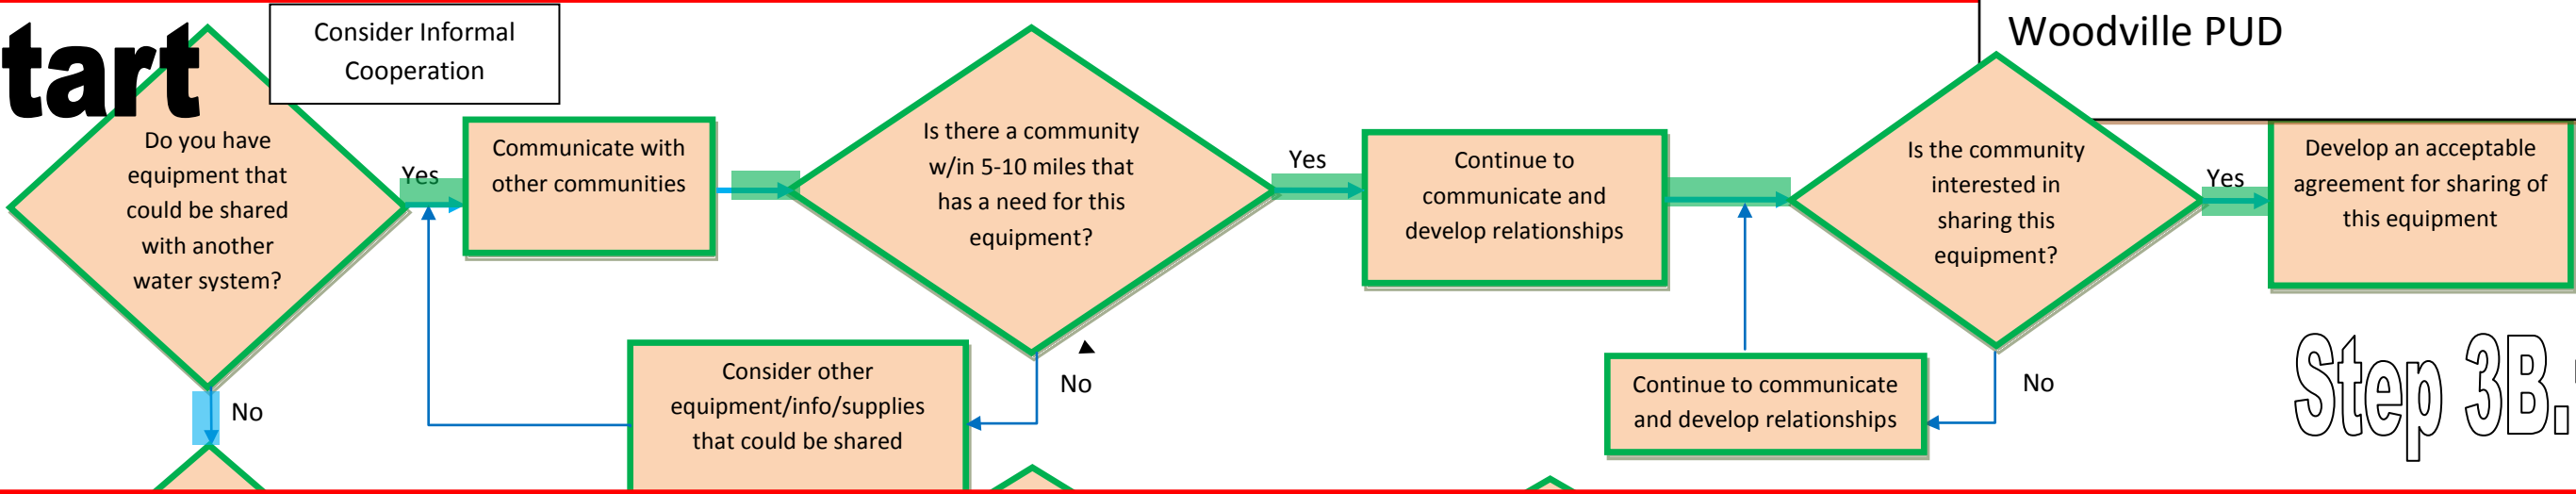 tart
Consider Informal
Cooperation
Woodville PUD
Do you have
equipment that
could be shared
with another
water system?
Yes
Communicate with
other communities
Is there a community
w/in 5-10 miles that
has a need for this
equipment?
Yes
Continue to
communicate and
develop relationships
Is the community
interested in
sharing this
equipment?
Yes
Develop an acceptable
agreement for sharing of
this equipment
No
Consider other
equipment/info/supplies
that could be shared
No
Continue to communicate
and develop relationships
No
Step 3B.